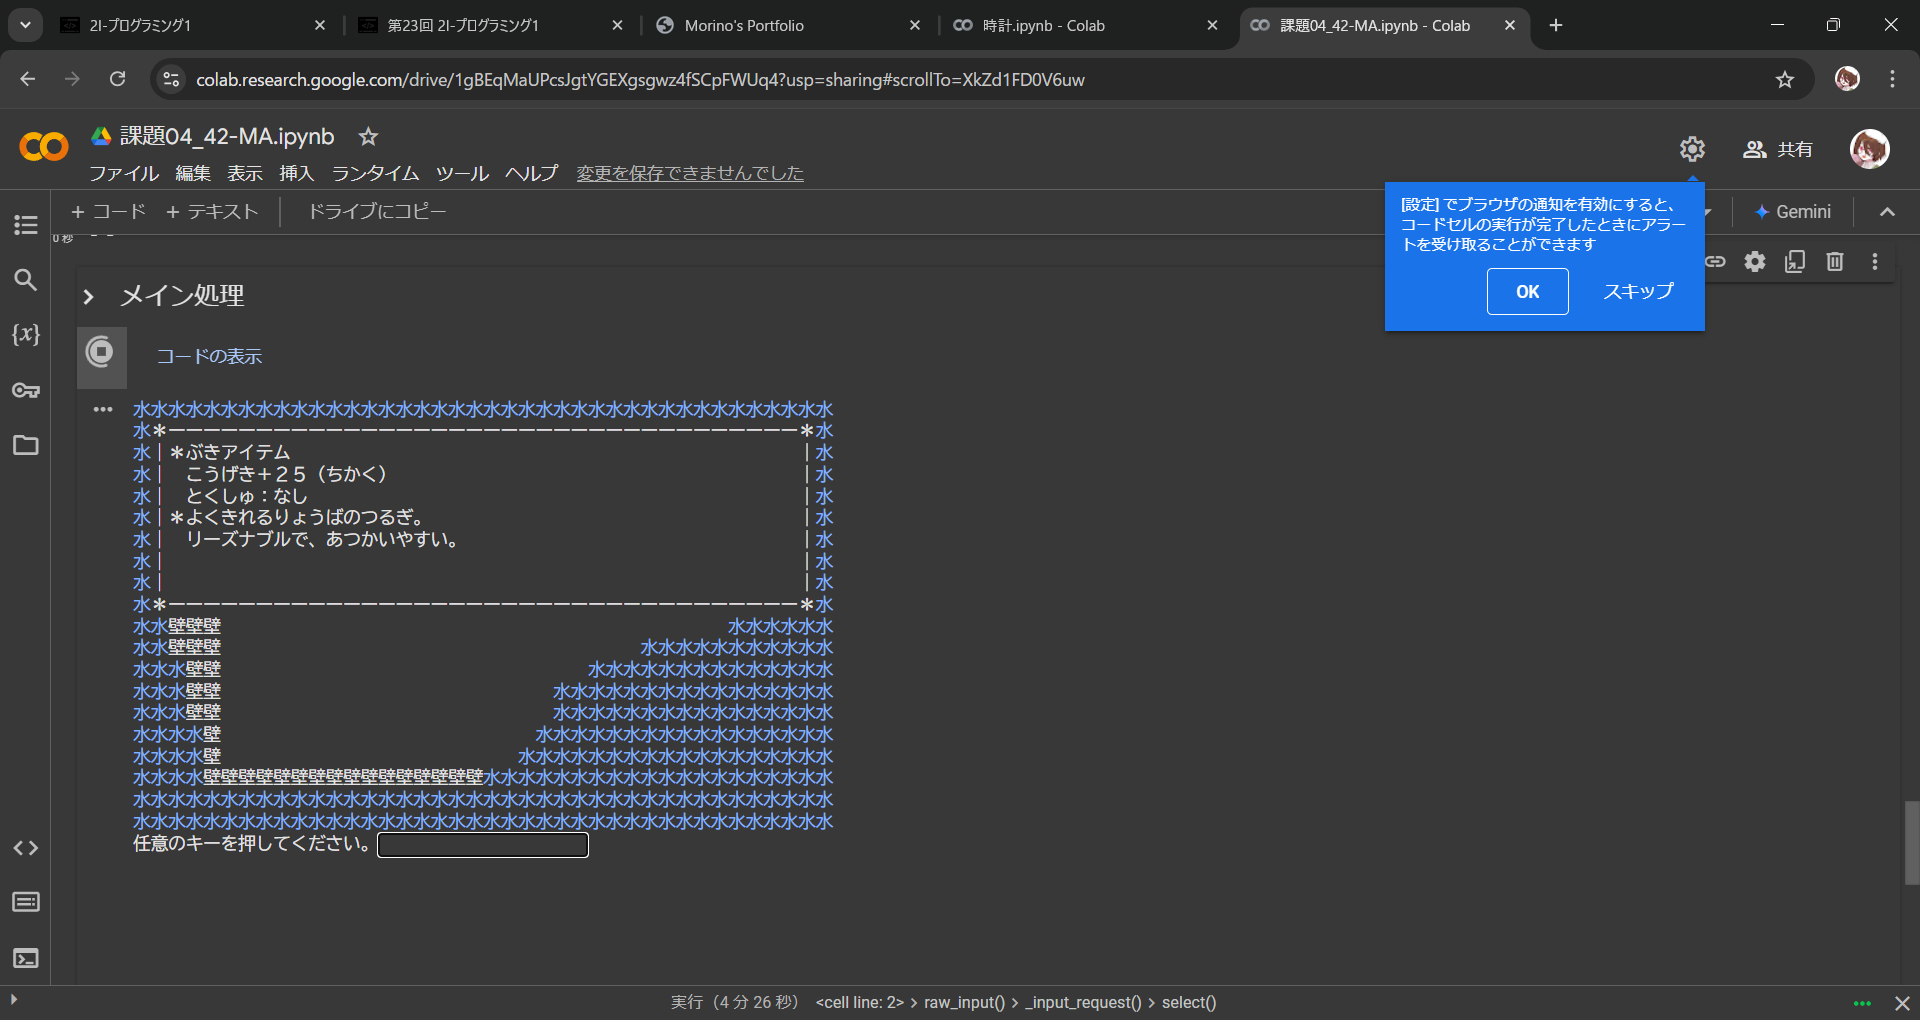 2I-プログラミング1
第23回 2I-プログラミング1
Morino's Portfolio
時計.ipynb - Colab
課題04_42-MA.ipynb - Colab
colab.research.google.com/drive/1gBEqMaUPcsJgtYGEXgsgwz4fSCpFWUq4?usp=sharing#scrollTo=XkZd1FD0V6uw
課題04_42-MA.ipynb
ファイル 編集 表示 挿入 ランタイム ツール ヘルプ 変更を保存できませんでした
共有
+ コード + テキスト ドライブにコピー
Gemini
[設定] でブラウザの通知を有効にすると、
コードセルの実行が完了したときにアラー
トを受け取ることができます
OK スキップ
0 秒
メイン処理
コードの表示
水水水水水水水水水水水水水水水水水水水水水水水水水水水水水水水水水水水水水水水水
水*ーーーーーーーーーーーーーーーーーーーーーーーーーーーーーーーーーーーー*水
水｜*ぶきアイテム　　　　　　　　　　　　　　　　　　　　　　　　　　　　　｜水
水｜　こうげき＋２５（ちかく）　　　　　　　　　　　　　　　　　　　　　　　｜水
水｜　とくしゅ：なし　　　　　　　　　　　　　　　　　　　　　　　　　　　　｜水
水｜*よくきれるりょうばのつるぎ。　　　　　　　　　　　　　　　　　　　　　｜水
水｜　リーズナブルで、あつかいやすい。　　　　　　　　　　　　　　　　　　　｜水
水｜　　　　　　　　　　　　　　　　　　　　　　　　　　　　　　　　　　　　｜水
水｜　　　　　　　　　　　　　　　　　　　　　　　　　　　　　　　　　　　　｜水
水*ーーーーーーーーーーーーーーーーーーーーーーーーーーーーーーーーーーーー*水
水水壁壁壁　　　　　　　　　　　　　　　　　　　　　　　　　　　　　水水水水水水
水水壁壁壁　　　　　　　　　　　　　　　　　　　　　　　　水水水水水水水水水水水
水水水壁壁　　　　　　　　　　　　　　　　　　　　　水水水水水水水水水水水水水水
水水水壁壁　　　　　　　　　　　　　　　　　　　水水水水水水水水水水水水水水水水
水水水壁壁　　　　　　　　　　　　　　　　　　　水水水水水水水水水水水水水水水水
水水水水壁　　　　　　　　　　　　　　　　　　水水水水水水水水水水水水水水水水水
水水水水壁　　　　　　　　　　　　　　　　　水水水水水水水水水水水水水水水水水水
水水水水壁壁壁壁壁壁壁壁壁壁壁壁壁壁壁壁水水水水水水水水水水水水水水水水水水水水
水水水水水水水水水水水水水水水水水水水水水水水水水水水水水水水水水水水水水水水水
水水水水水水水水水水水水水水水水水水水水水水水水水水水水水水水水水水水水水水水水
任意のキーを押してください。
実行（4 分 26 秒） <cell line: 2> > raw_input() > _input_request() > select()